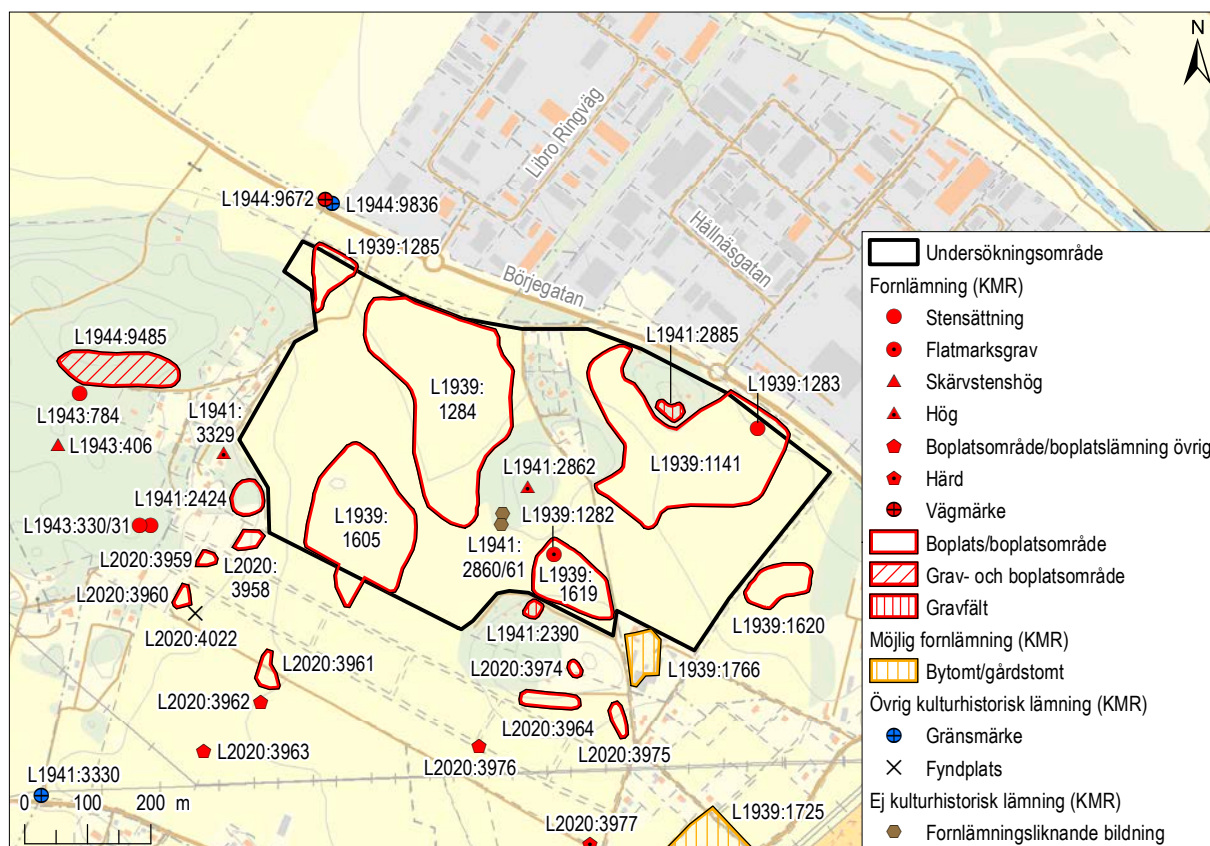 N
Libro Ringväg
Hållnäsgatan
Börjegatan
L1944:9672
L1944:9836
L1939:1285
L1944:9485
L1941:2885
L1939:1283
L1943:784
L1939:
1284
L1941:
3329
L1943:406
L1939:1141
L1941:2862
L1941:2424
L1939:1282
L1943:330/31
L1939:
1605
L1941:
2860/61
L2020:3959
L2020:
3958
L1939:
1619
L2020:3960
L1939:1620
L2020:4022
L1941:2390
L2020:3961
L2020:3974
L1939:1766
L2020:3962
L2020:3964
L2020:3963
L2020:3975
L2020:3976
L1941:3330
0 100 200 m
L1939:1725
L2020:3977
Undersökningsområde
Fornlämning (KMR)
Stensättning
Flatmarksgrav
Skärvstenshög
Hög
Boplatsområde/boplatslämning övrig
Härd
Vägmärke
Boplats/boplatsområde
Grav- och boplatsområde
Gravfält
Möjlig fornlämning (KMR)
Bytomt/gårdstomt
Övrig kulturhistorisk lämning (KMR)
Gränsmärke
Fyndplats
Ej kulturhistorisk lämning (KMR)
Fornlämningsliknande bildning